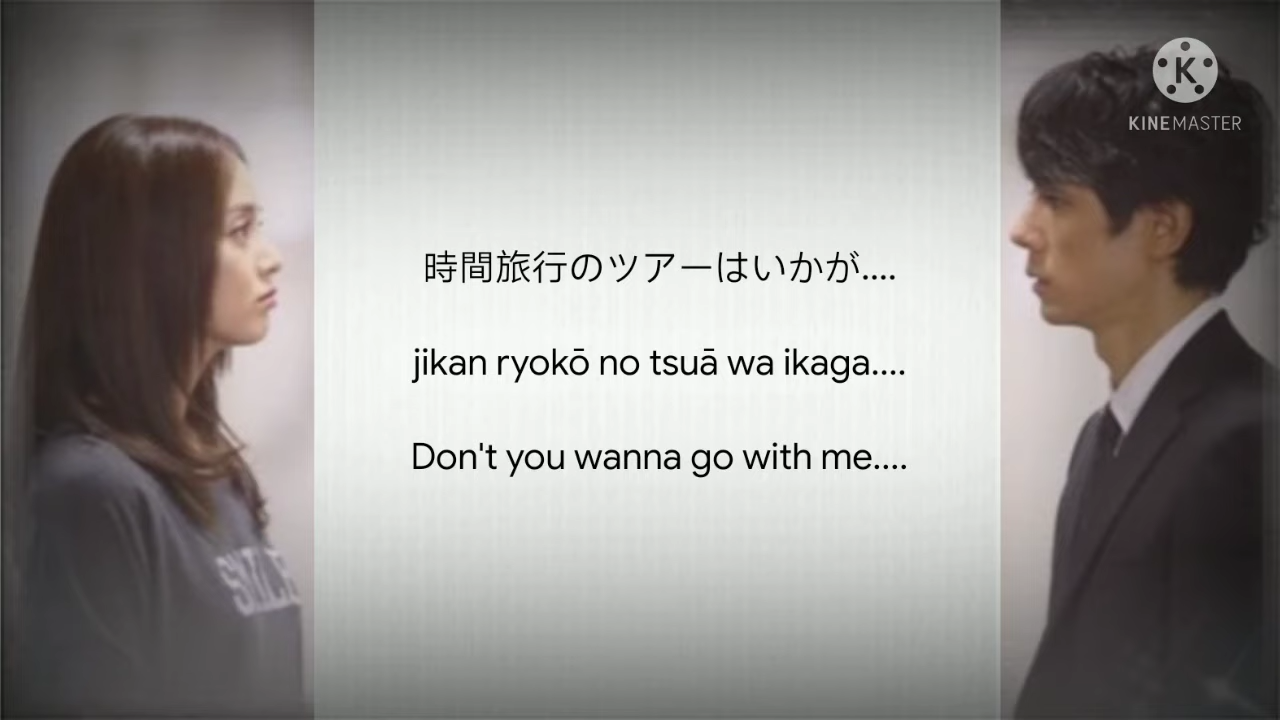 KINEMASTER
時間旅行のツアーはいかが....
jikan ryokō no tsuā wa ikaga....
Don't you wanna go with me....